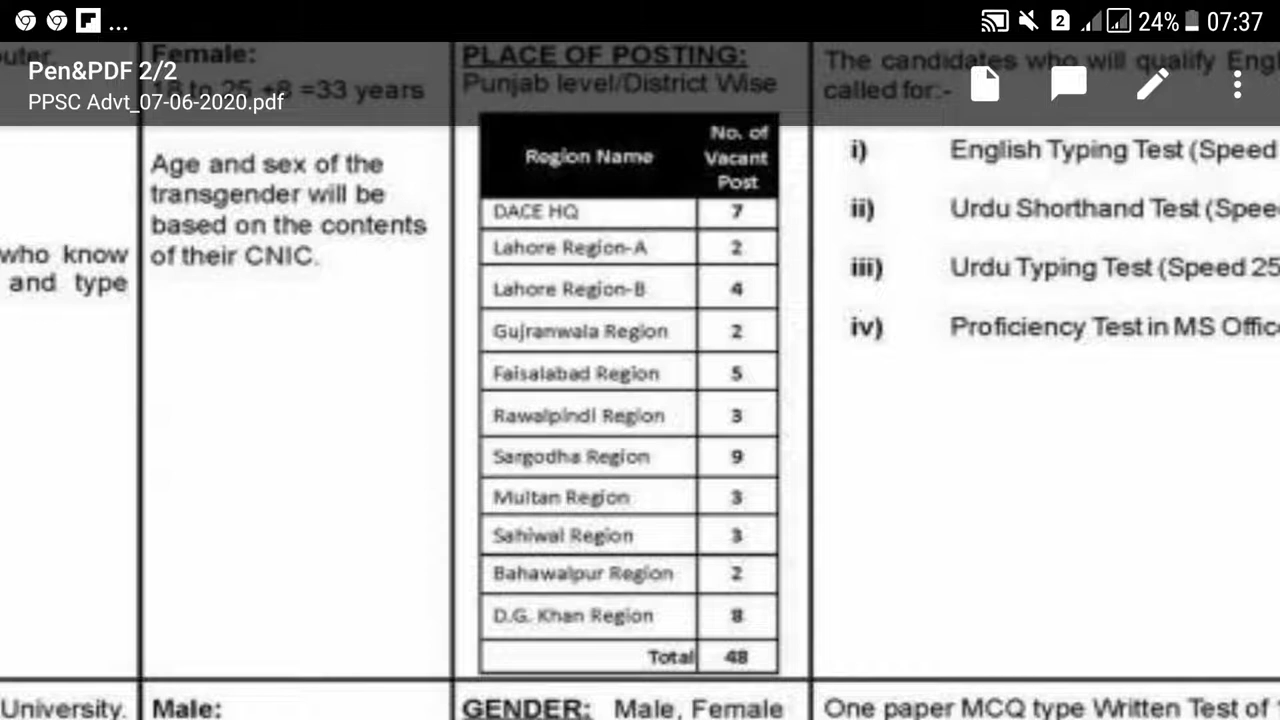 24% 07:37
Pen&PDF 2/2
PPSC Advt_07-06-2020.pdf
who know
and type
University.
Female:
=33 years
Age and sex of the
transgender will be
based on the contents
of their CNIC.
Male:
PLACE OF POSTING:
Punjab level/District Wise
Region Name No. of Vacant Post
DACE HQ 7
Lahore Region-A 2
Lahore Region-B 4
Gujranwala Region 2
Faisalabad Region 5
Rawalpindi Region 3
Sargodha Region 9
Multan Region 3
Sahiwal Region 3
Bahawalpur Region 2
D.G. Khan Region 8
Total 48
GENDER: Male, Female
The candidates who will qualify Engl
called for:-
i) English Typing Test (Speed
ii) Urdu Shorthand Test (Spee
iii) Urdu Typing Test (Speed 25
iv) Proficiency Test in MS Offic
One paper MCQ type Written Test of